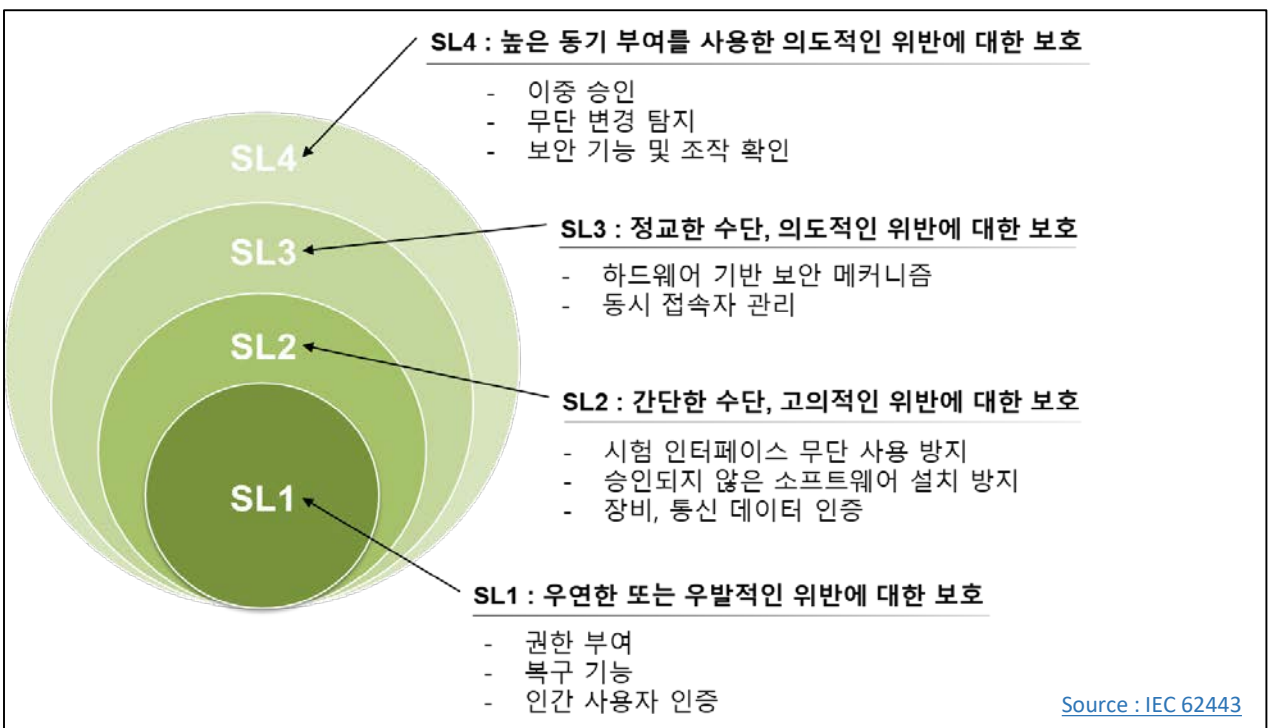 SL4 : 높은 동기 부여를 사용한 의도적인 위반에 대한 보호
- 이중 승인
- 무단 변경 탐지
- 보안 기능 및 조작 확인
SL4
SL3 : 정교한 수단, 의도적인 위반에 대한 보호
SL3
- 하드웨어 기반 보안 메커니즘
- 동시 접속자 관리
SL2
SL2 : 간단한 수단, 고의적인 위반에 대한 보호
- 시험 인터페이스 무단 사용 방지
- 승인되지 않은 소프트웨어 설치 방지
- 장비, 통신 데이터 인증
SL1
SL1 : 우연한 또는 우발적인 위반에 대한 보호
- 권한 부여
- 복구 기능
- 인간 사용자 인증
Source : IEC 62443